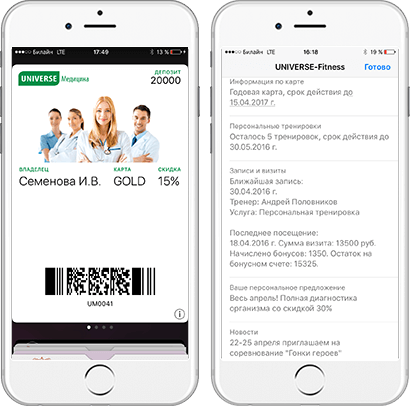 Билайн LTE 17:49 13 %
UNIVERSE Медицина
ДЕПОЗИТ
20000
ВЛАДЕЛЕЦ КАРТА СКИДКА
Семенова И.В. GOLD 15%
UM0041
Билайн LTE 16:18 19 %
UNIVERSE-Fitness Готово
Информация по карте
Годовая карта, срок действия до
15.04.2017 г.
Персональные тренировки
Осталось 5 тренировок, срок действия до
30.05.2016 г.
Записи и визиты
Ближайшая запись:
30.04.2016 г.
Тренер: Андрей Половников
Услуга: Персональная тренировка
Последнее посещение:
18.04.2016 г. Сумма визита: 13500 руб.
Начислено бонусов: 1350. Остаток на
бонусном счете: 15325.
Ваше персональное предложение
Весь апрель! Полная диагностика
организма со скидкой 30%
Новости
22-25 апреля приглашаем на
соревнование "Гонки героев"